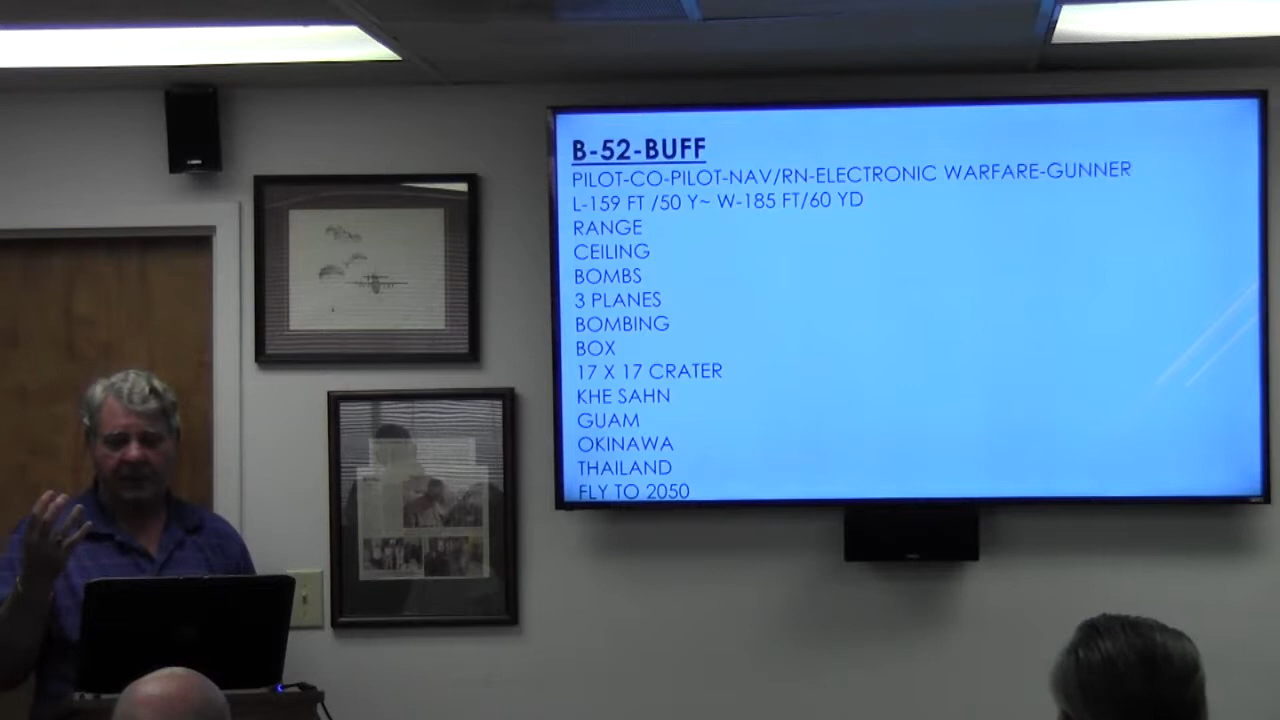 B-52-BUFF
PILOT-CO-PILOT-NAV/RN-ELECTRONIC WARFARE-GUNNER
L-159 FT /50 Y~ W-185 FT/60 YD
RANGE
CEILING
BOMBS
3 PLANES
BOMBING
BOX
17 X 17 CRATER
KHE SAHN
GUAM
OKINAWA
THAILAND
FLY TO 2050